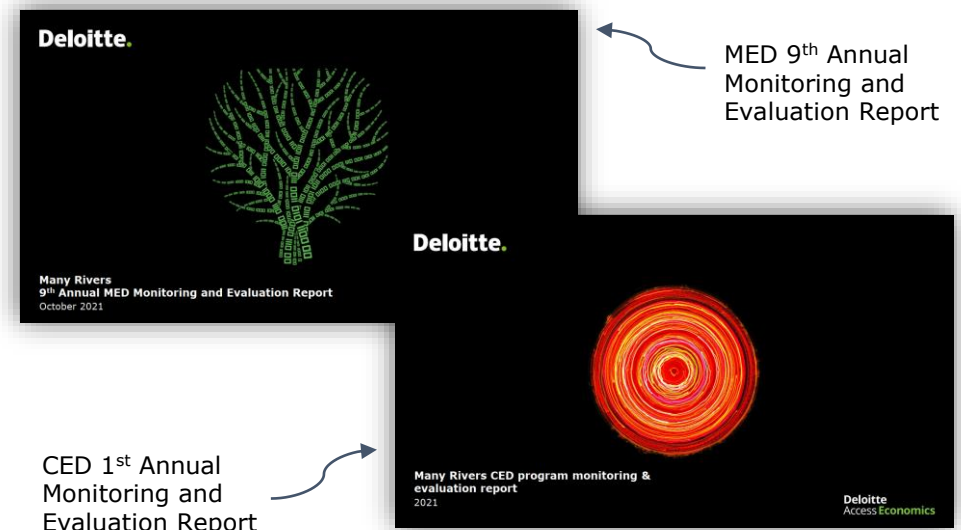 Deloitte.
Many Rivers
9th Annual MED Monitoring and Evaluation Report
October 2021
MED 9th Annual
Monitoring and
Evaluation Report
Deloitte.
Many Rivers CED program monitoring &
evaluation report
2021
Deloitte
Access Economics
CED 1st Annual
Monitoring and
Evaluation Report